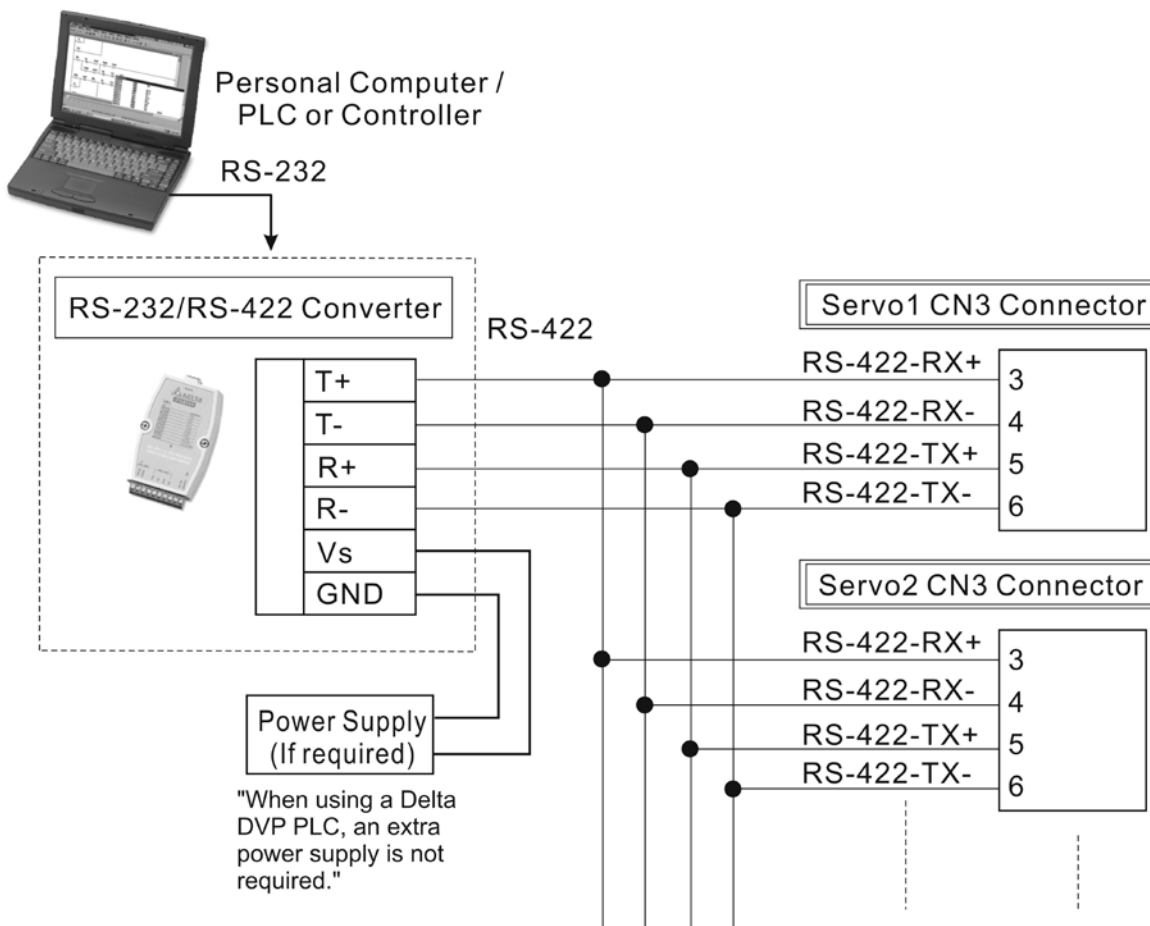 Personal Computer /
PLC or Controller
RS-232
RS-232/RS-422 Converter
RS-422
T+
T-
R+
R-
Vs
GND
Power Supply
(If required)
"When using a Delta
DVP PLC, an extra
power supply is not
required."
Servo1 CN3 Connector
RS-422-RX+
3
RS-422-RX-
4
RS-422-TX+
5
RS-422-TX-
6
Servo2 CN3 Connector
RS-422-RX+
3
RS-422-RX-
4
RS-422-TX+
5
RS-422-TX-
6